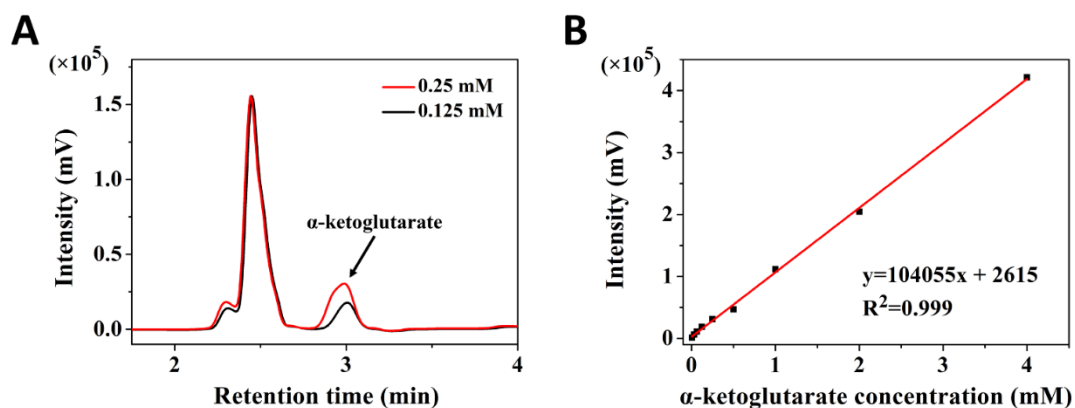 A
(×10⁵)
1.5
1.0
0.5
0.0
Intensity (mV)
0.25 mM
0.125 mM
α-ketoglutarate
2
3
4
Retention time (min)
B
(×10⁵)
4
2
0
Intensity (mV)
y=104055x + 2615
R²=0.999
0
1
2
3
4
α-ketoglutarate concentration (mM)